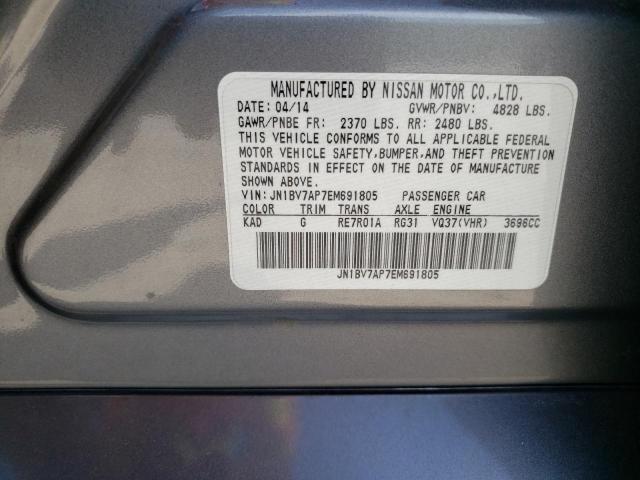 MANUFACTURED BY NISSAN MOTOR CO.,LTD.
DATE: 04/14 GVWR/PNBV: 4828 LBS.
GAWR/PNBE FR: 2370 LBS. RR: 2480 LBS.
THIS VEHICLE CONFORMS TO ALL APPLICABLE FEDERAL
MOTOR VEHICLE SAFETY,BUMPER,AND THEFT PREVENTION
STANDARDS IN EFFECT ON THE DATE OF MANUFACTURE
SHOWN ABOVE.
VIN: JN1BV7AP7EM691805 PASSENGER CAR
COLOR TRIM TRANS AXLE ENGINE
KAD G RE7R01A RG31 VQ37(VHR) 3696CC
JN1BV7AP7EM691805